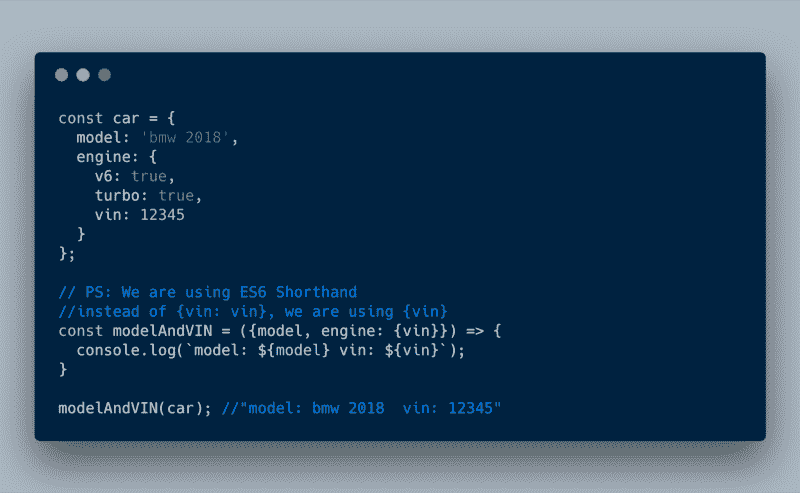 const car = {
  model: 'bmw 2018',
  engine: {
    v6: true,
    turbo: true,
    vin: 12345
  }
};

// PS: We are using ES6 Shorthand
//instead of {vin: vin}, we are using {vin}
const modelAndVIN = ({model, engine: {vin}}) => {
  console.log(`model: ${model} vin: ${vin}`);
}

modelAndVIN(car); //"model: bmw 2018  vin: 12345"